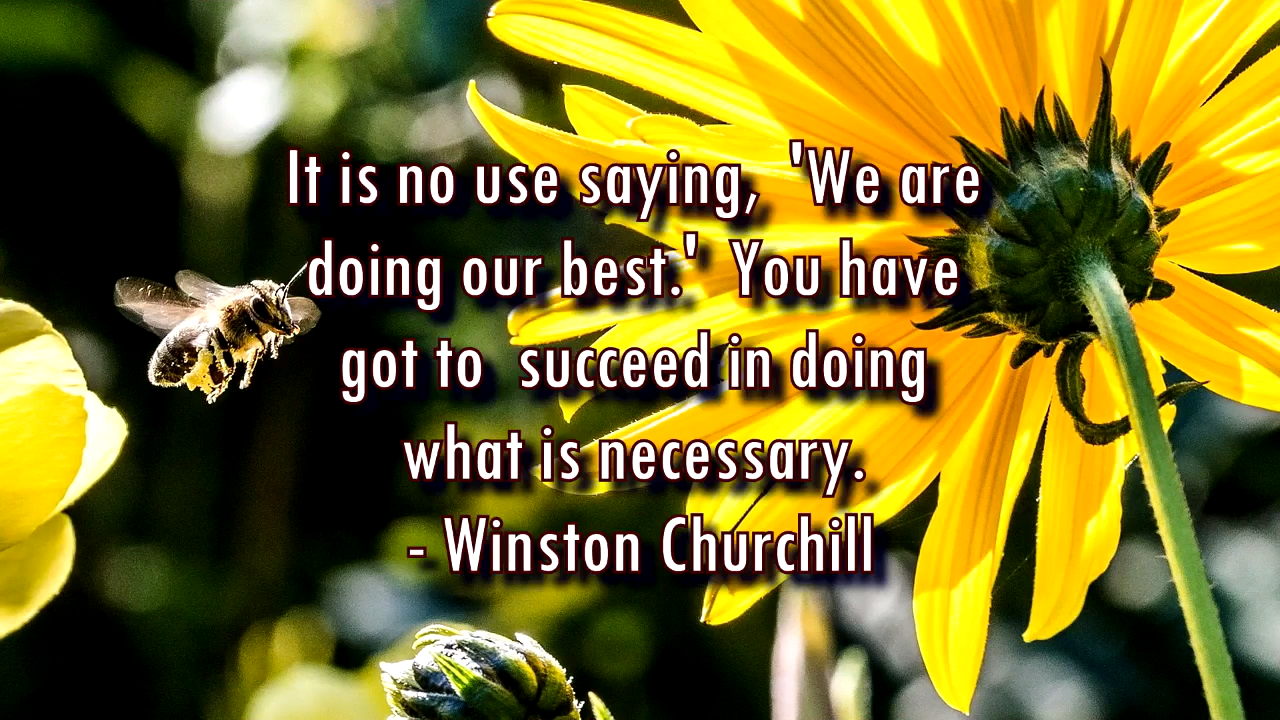 It is no use saying, 'We are
doing our best.' You have
got to succeed in doing
what is necessary.
- Winston Churchill